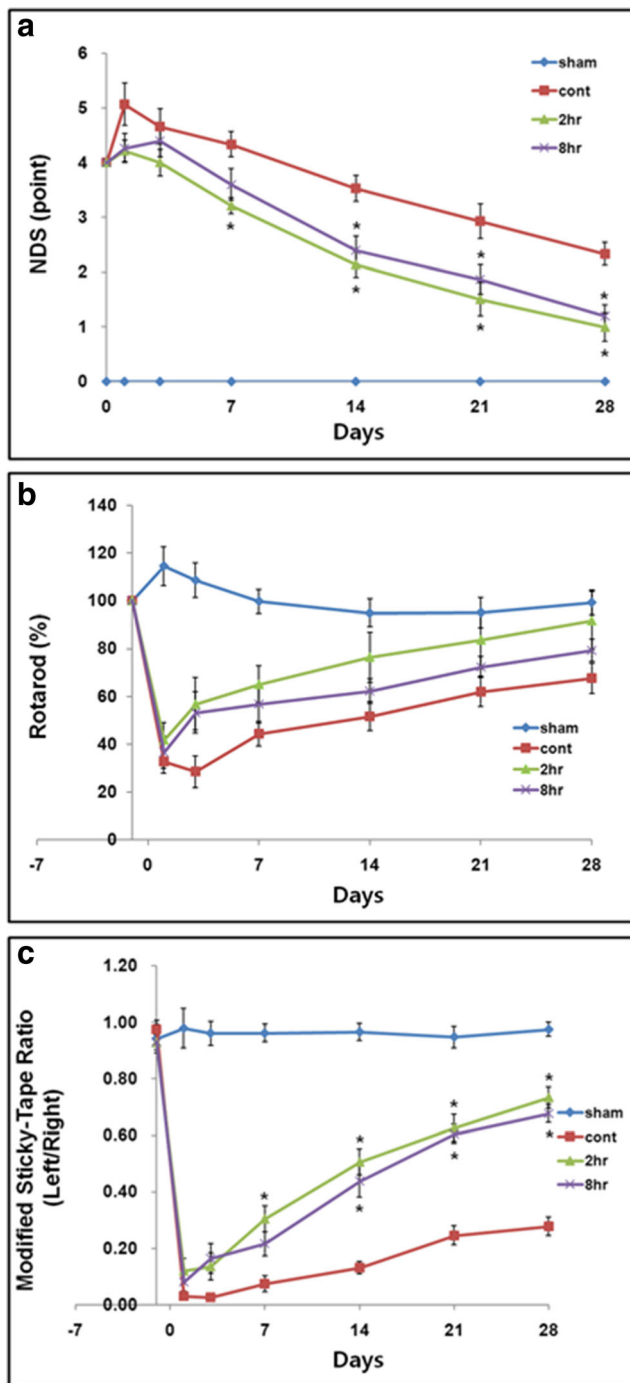 a
6
5
4
3
2
1
0
NDS (point)
sham
cont
2hr
8hr
*
*
*
*
*
*
*
0 7 14 21 28
Days
b
140
120
100
80
60
40
20
0
Rotarod (%)
sham
cont
2hr
8hr
-7 0 7 14 21 28
Days
c
1.20
1.00
0.80
0.60
0.40
0.20
0.00
Modified Sticky-Tape Ratio
(Left/Right)
sham
cont
2hr
8hr
*
*
*
*
*
*
*
-7 0 7 14 21 28
Days